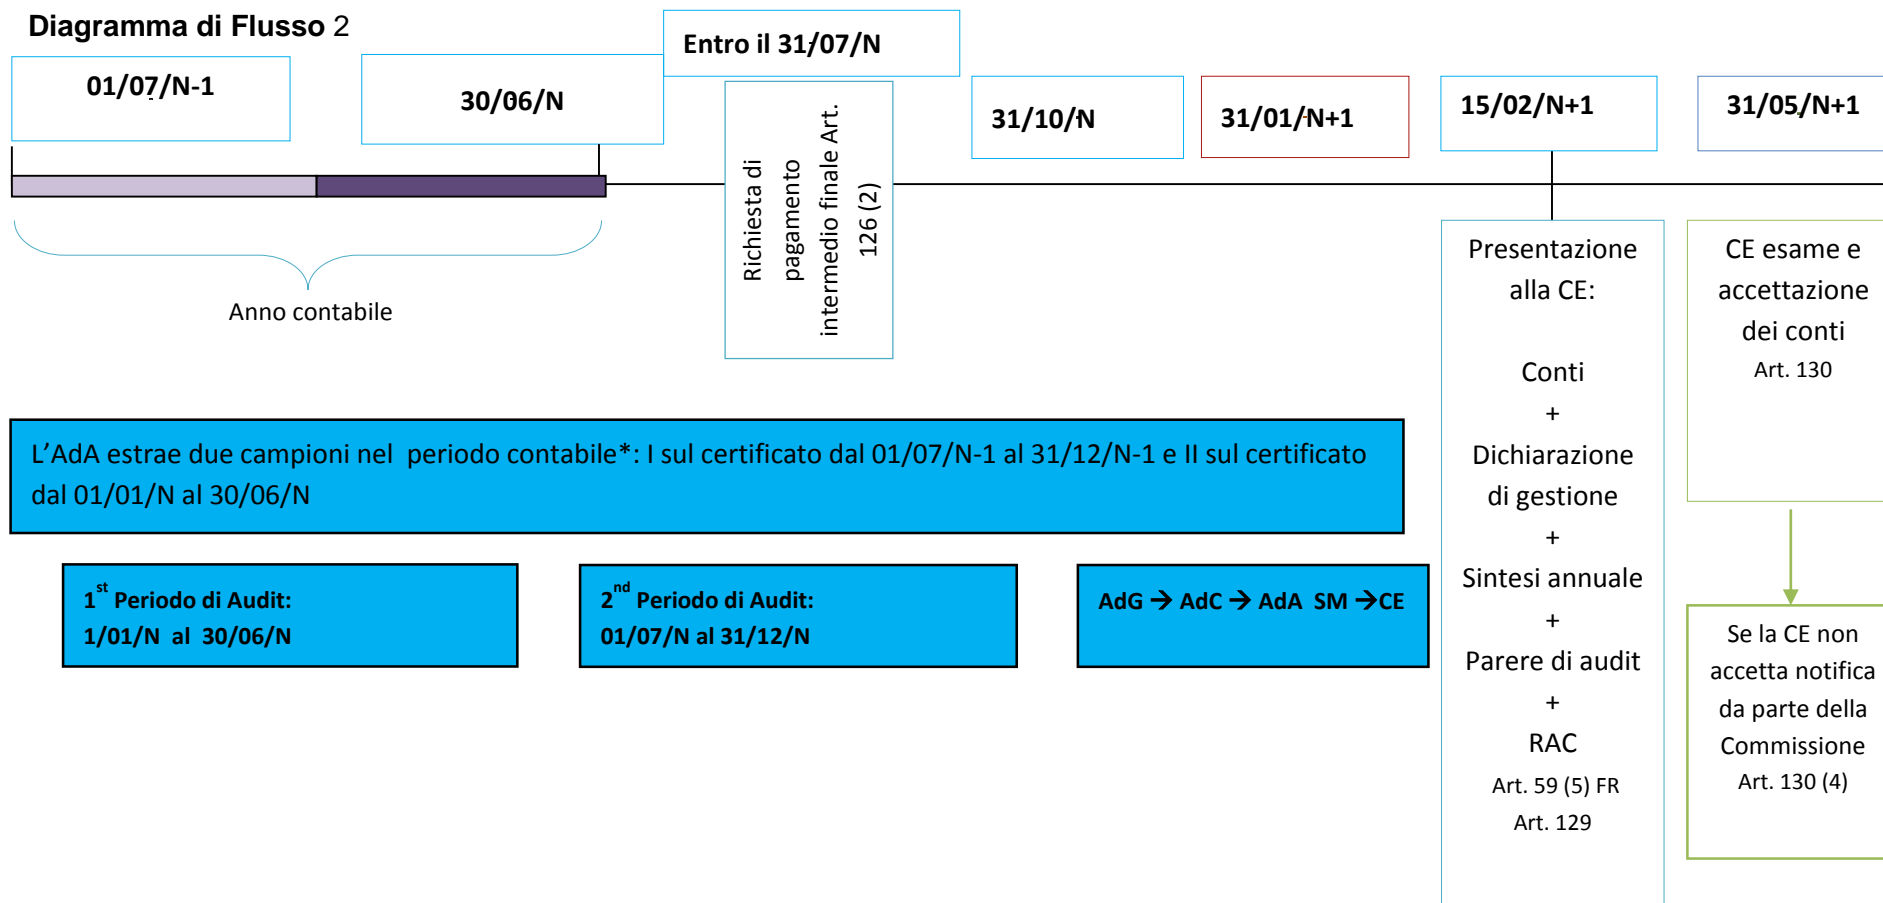 Diagramma di Flusso 2
01/07/N-1
30/06/N
Entro il 31/07/N
31/10/N
31/01/N+1
15/02/N+1
31/05/N+1
Richiesta di
pagamento
intermedio finale Art.
126 (2)
Anno contabile
Presentazione
alla CE:
Conti
+
Dichiarazione
di gestione
+
Sintesi annuale
+
Parere di audit
+
RAC
Art. 59 (5) FR
Art. 129
CE esame e
accettazione
dei conti
Art. 130
Se la CE non
accetta notifica
da parte della
Commissione
Art. 130 (4)
L'AdA estrae due campioni nel  periodo contabile*: I sul certificato dal 01/07/N-1 al 31/12/N-1 e II sul certificato
dal 01/01/N al 30/06/N
1st Periodo di Audit:
1/01/N  al  30/06/N
2nd Periodo di Audit:
01/07/N al 31/12/N
AdG → AdC → AdA  SM →CE